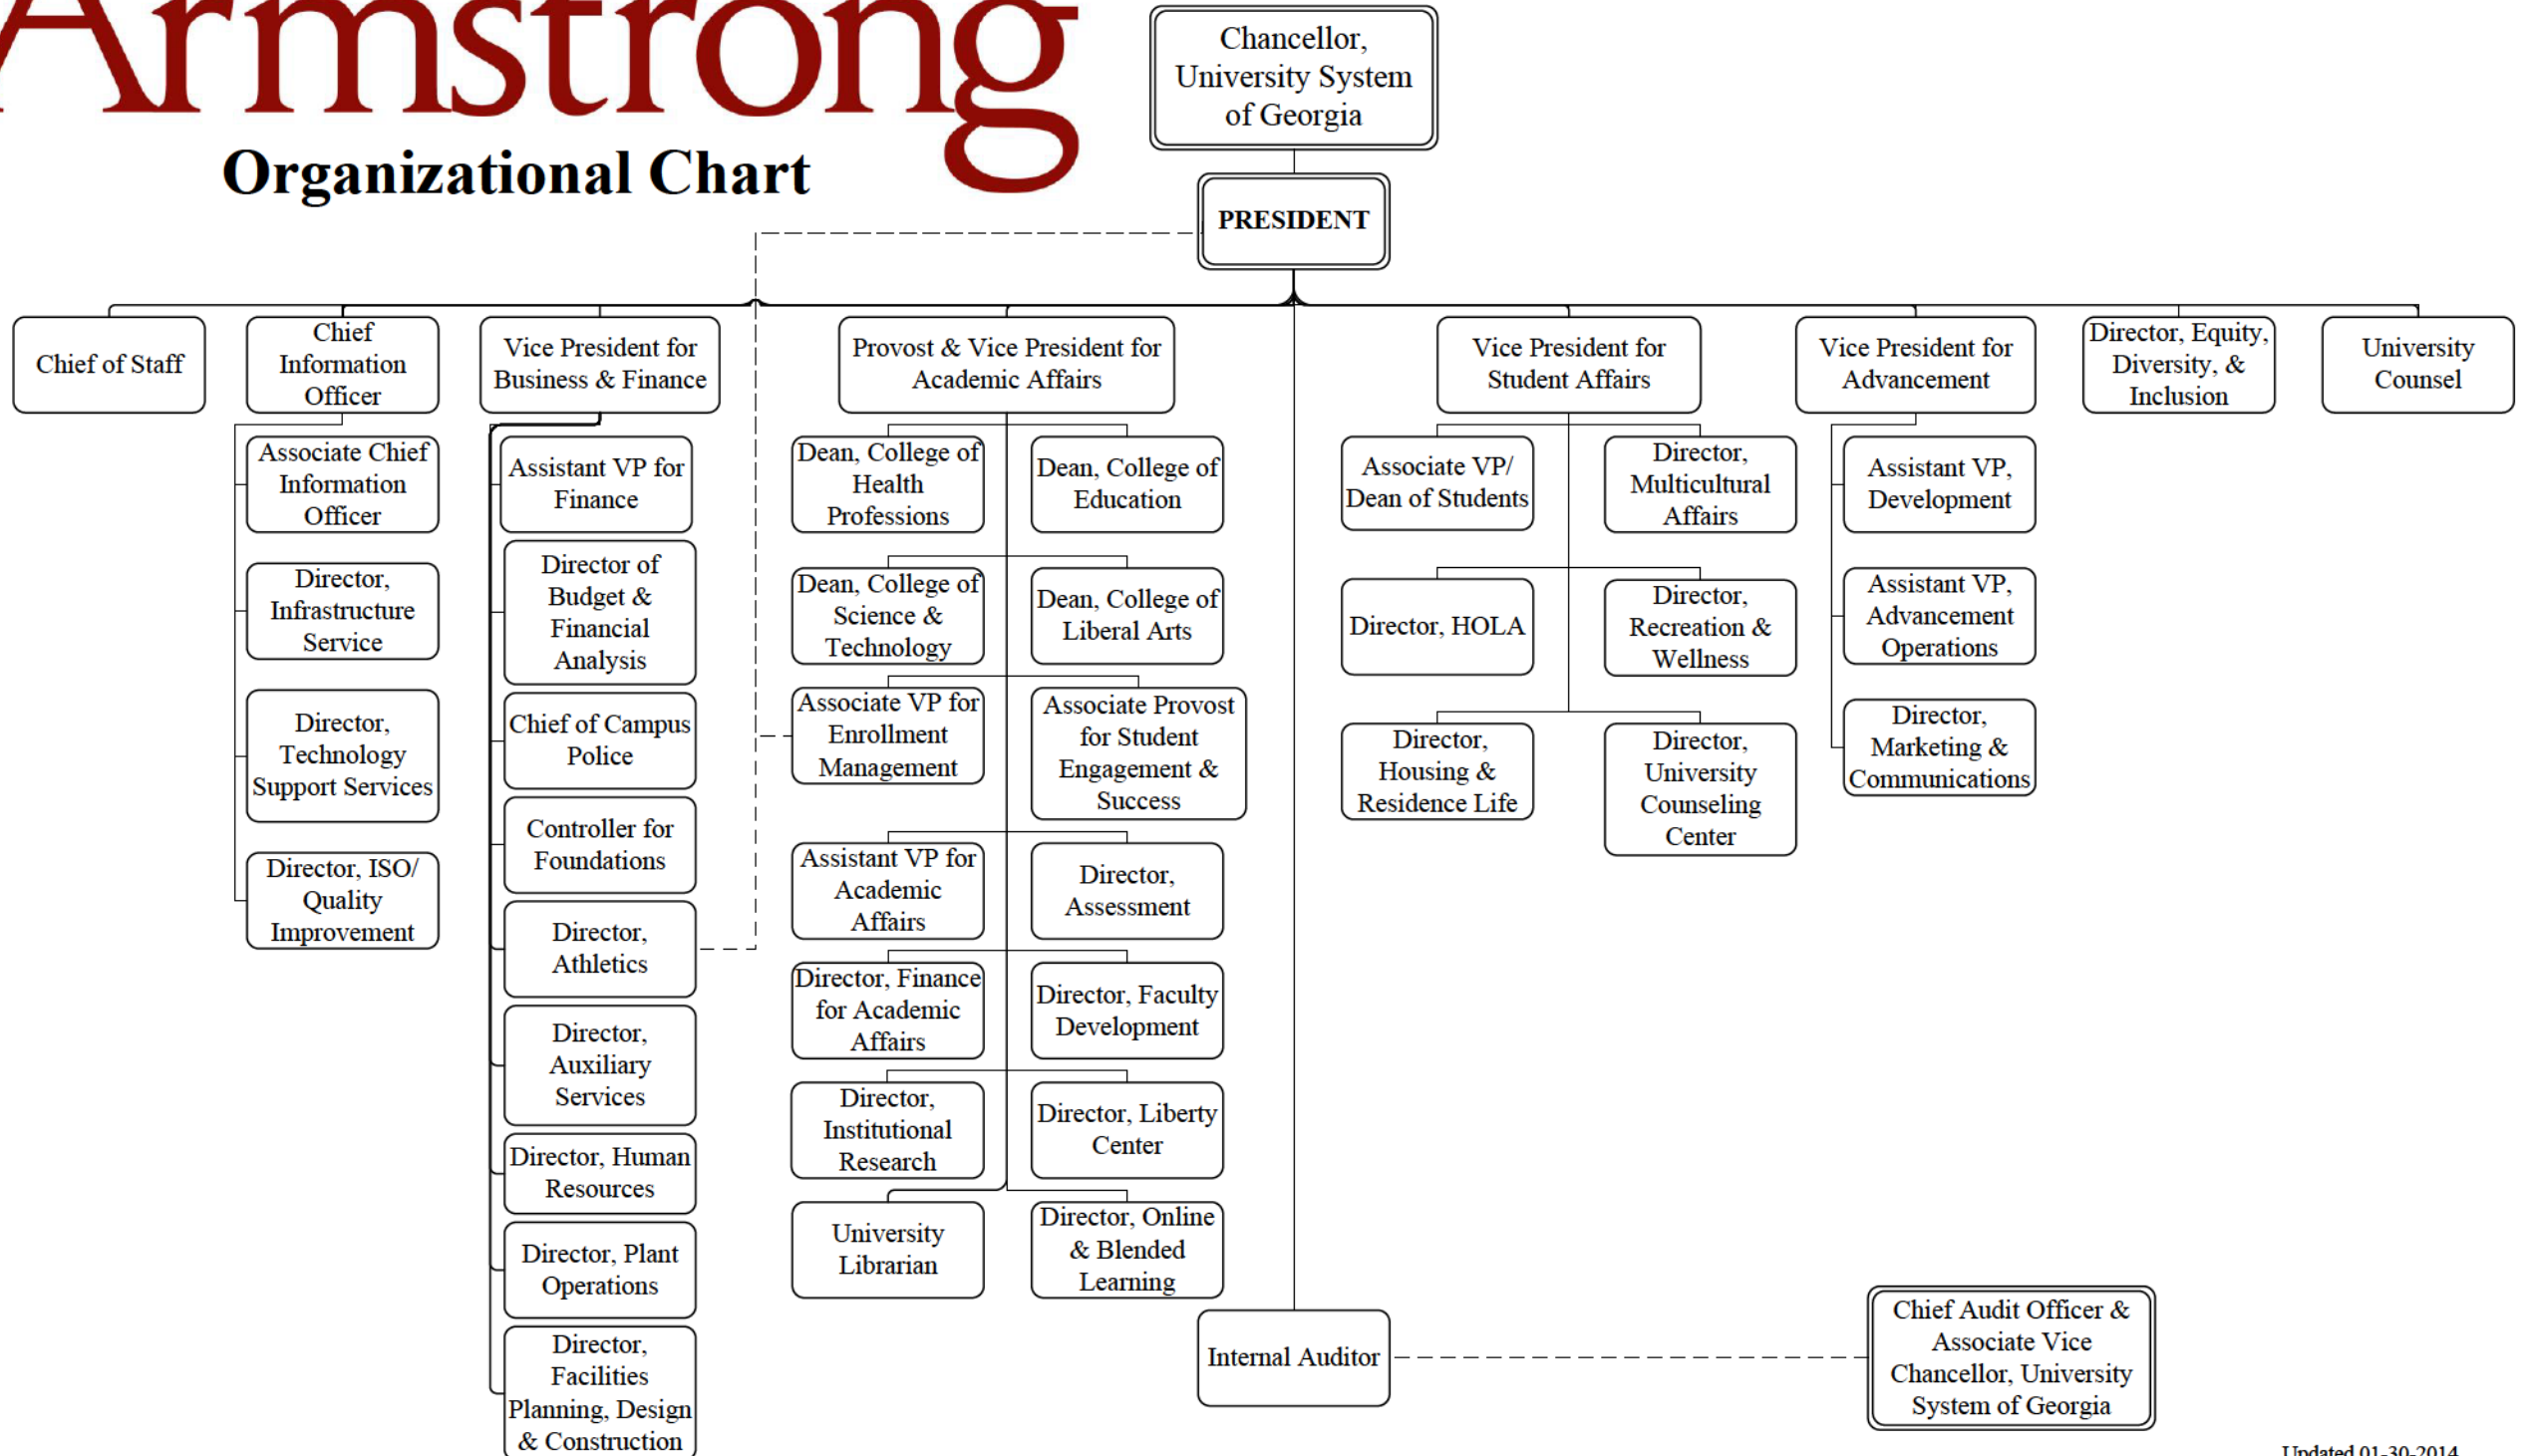 Armstrong
Organizational Chart
Chancellor,
University System
of Georgia
PRESIDENT
Chief of Staff
Chief
Information
Officer
Vice President for
Business & Finance
Provost & Vice President for
Academic Affairs
Vice President for
Student Affairs
Vice President for
Advancement
Director, Equity,
Diversity, &
Inclusion
University
Counsel
Associate Chief
Information
Officer
Director,
Infrastructure
Service
Director,
Technology
Support Services
Director, ISO/
Quality
Improvement
Assistant VP for
Finance
Director of
Budget &
Financial
Analysis
Chief of Campus
Police
Controller for
Foundations
Director,
Athletics
Director,
Auxiliary
Services
Director, Human
Resources
Director, Plant
Operations
Director,
Facilities
Planning, Design
& Construction
Dean, College of
Health
Professions
Dean, College of
Education
Dean, College of
Science &
Technology
Dean, College of
Liberal Arts
Associate VP for
Enrollment
Management
Associate Provost
for Student
Engagement &
Success
Assistant VP for
Academic
Affairs
Director,
Assessment
Director, Finance
for Academic
Affairs
Director, Faculty
Development
Director,
Institutional
Research
Director, Liberty
Center
University
Librarian
Director, Online
& Blended
Learning
Associate VP/
Dean of Students
Director,
Multicultural
Affairs
Director, HOLA
Director,
Recreation &
Wellness
Director,
Housing &
Residence Life
Director,
University
Counseling
Center
Assistant VP,
Development
Assistant VP,
Advancement
Operations
Director,
Marketing &
Communications
Internal Auditor
Chief Audit Officer &
Associate Vice
Chancellor, University
System of Georgia
Updated 01-30-2014